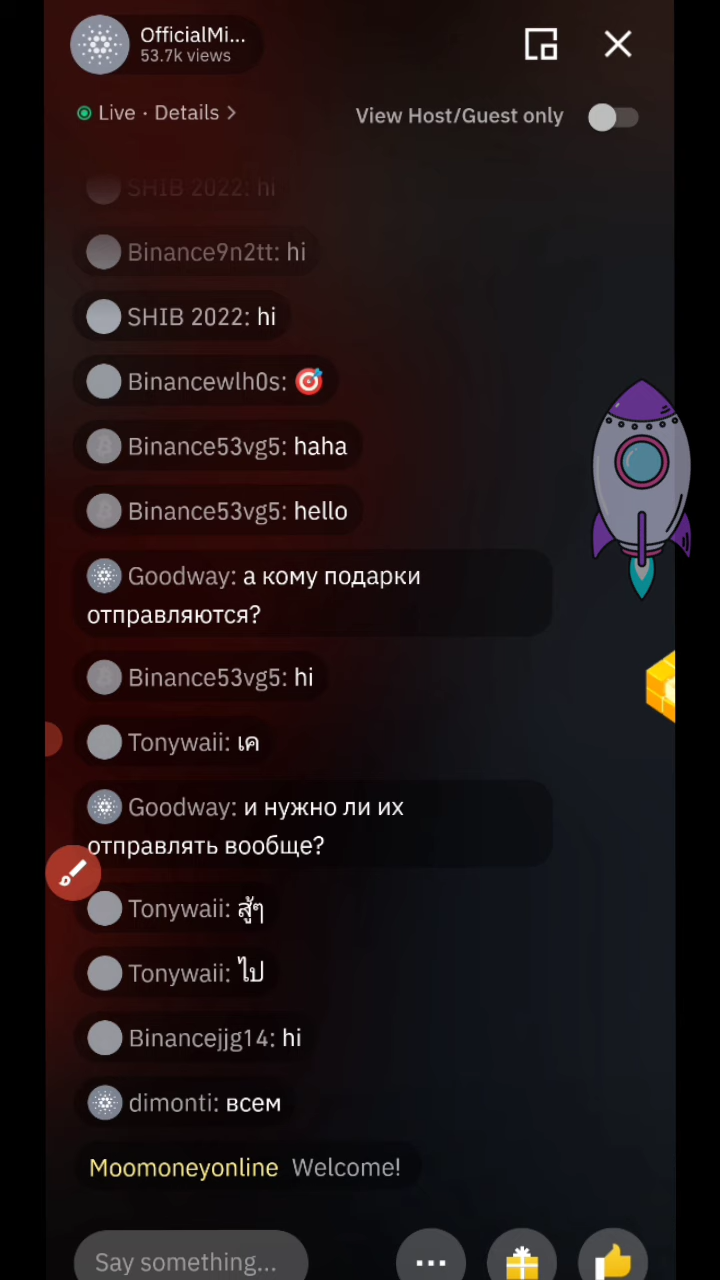 OfficialMi...
53.7k views
Live · Details >
View Host/Guest only
SHIB 2022: hi
Binance9n2tt: hi
SHIB 2022: hi
Binancewlh0s: 🎯
Binance53vg5: haha
Binance53vg5: hello
Goodway: а кому подарки
отправляются?
Binance53vg5: hi
Tonywaii: เค
Goodway: и нужно ли их
отправлять вообще?
Tonywaii: สู้ๆ
Tonywaii: ไป
Binancejjg14: hi
dimonti: всем
Moomoneyonline Welcome!
Say something...